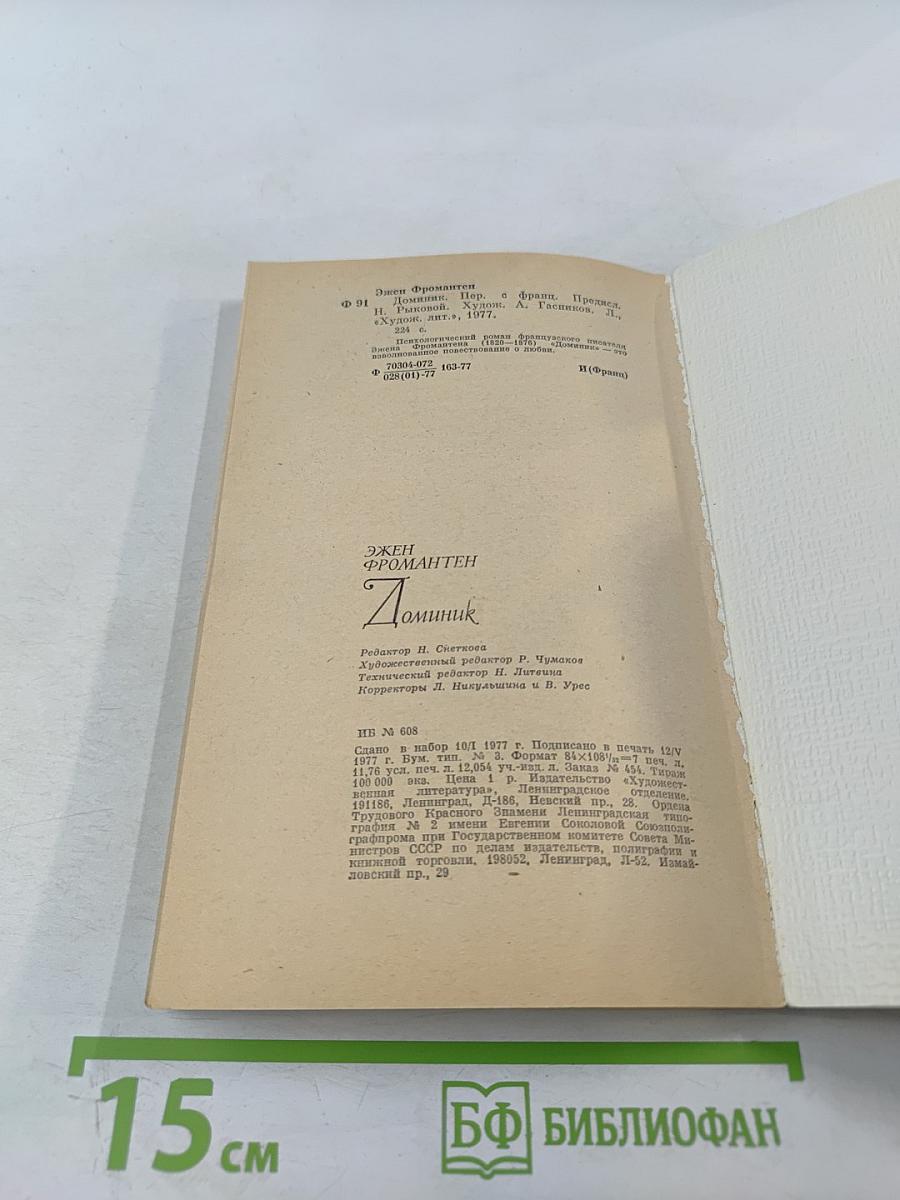 Эжен Фромантен
Ф 91 Доминик. Пер. с франц. Предисл.
Н. Рыковой. Худож. А. Гасников. Л.,
«Худож. лит.», 1977.
224 с.
Психологический роман французского писателя
Эжена Фромантена (1820—1876) «Доминик» — это
взволнованное повествование о любви.
Ф 70304-072
028(01)-77 163-77 И(Франц)
ЭЖЕН
ФРОМАНТЕН
Доминик
Редактор Н. Снеткова
Художественный редактор Р. Чумаков
Технический редактор Н. Литвина
Корректоры Л. Никульшина и В. Урес
ИБ № 608
Сдано в набор 10/I 1977 г. Подписано в печать 12/V
1977 г. Бум. тип. № 3. Формат 84×108¹/₃₂=7 печ. л.
11,76 усл. печ. л. 12,054 уч.-изд. л. Заказ № 454. Тираж
100 000 экз. Цена 1 р. Издательство «Художест-
венная литература», Ленинградское отделение.
191186, Ленинград, Д-186, Невский пр., 28. Ордена
Трудового Красного Знамени Ленинградская типо-
графия № 2 имени Евгении Соколовой Союзполи-
графпрома при Государственном комитете Совета Ми-
нистров СССР по делам издательств, полиграфии и
книжной торговли. 198052, Ленинград, Л-52. Измай-
ловский пр., 29
15 см
БФ БИБЛИОФАН